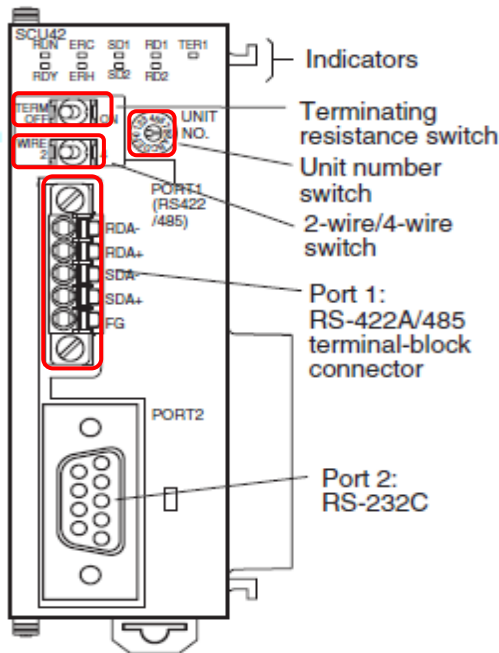 SCU42
RUN ERC SD1 RD1 TER1
RDY ERH SD2 RD2
Indicators
TERM
OFF ON
UNIT
NO.
Terminating
resistance switch
Unit number
switch
WIRE
2 4
2-wire/4-wire
switch
PORT1
(RS422
/485)
RDA-
RDA+
SDA-
SDA+
FG
Port 1:
RS-422A/485
terminal-block
connector
PORT2
Port 2:
RS-232C